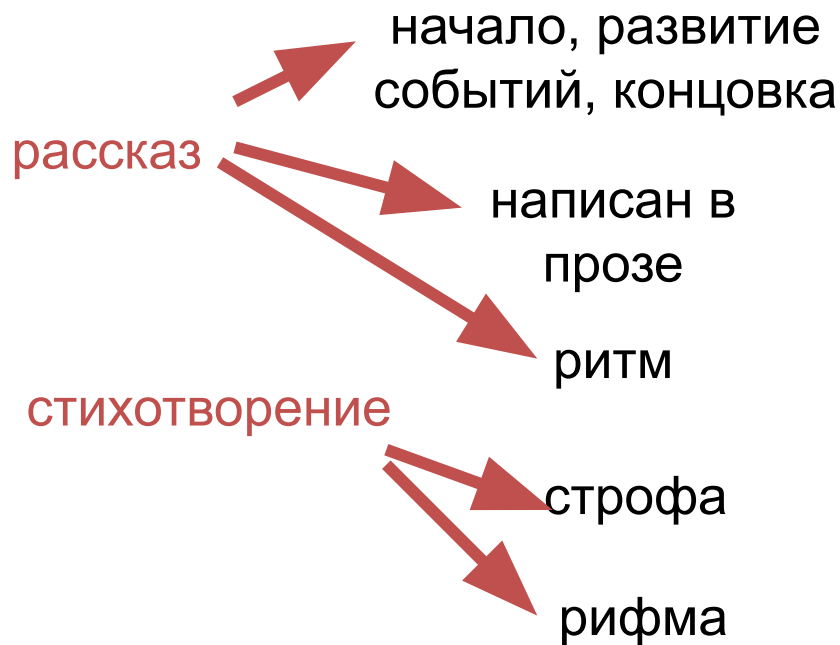 начало, развитие
событий, концовка
рассказ
написан в
прозе
ритм
стихотворение
строфа
рифма